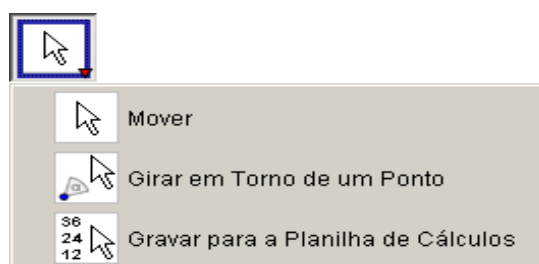 Mover
Girar em Torno de um Ponto
36
24
12
Gravar para a Planilha de Cálculos